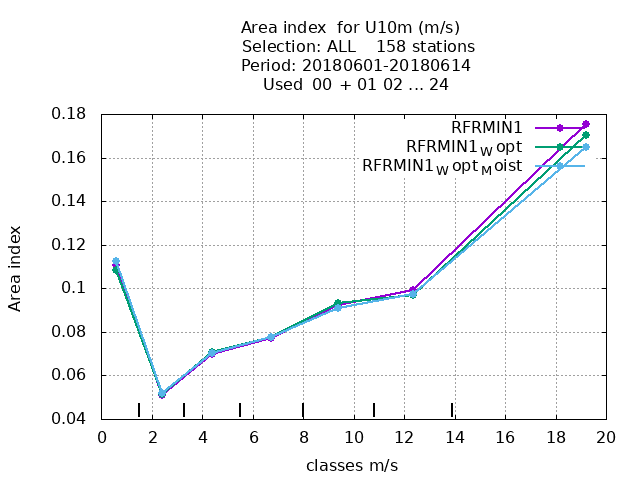 Area index  for U10m (m/s)
Selection: ALL    158 stations
Period: 20180601-20180614
Used  00  + 01 02 ... 24
RFRMIN1
RFRMIN1_W opt
RFRMIN1_W opt_M oist
0.18
0.16
0.14
0.12
0.1
0.08
0.06
0.04
Area index
0 2 4 6 8 10 12 14 16 18 20
classes m/s